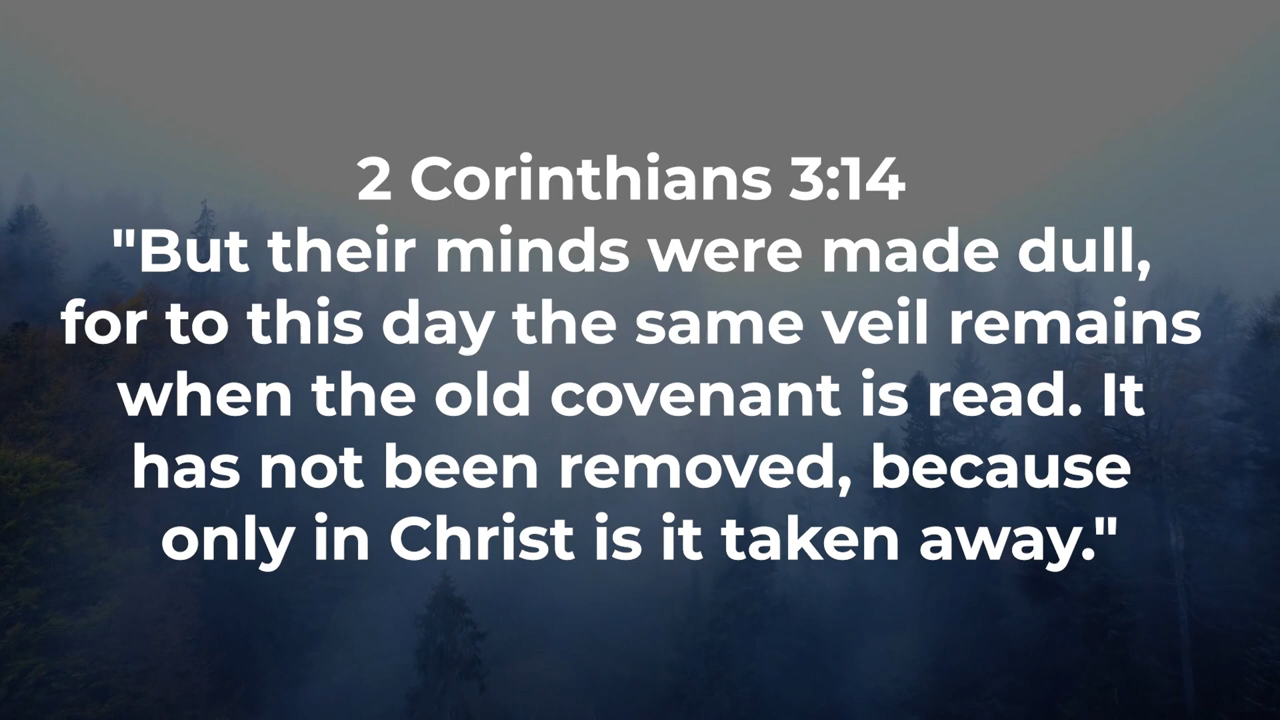 2 Corinthians 3:14
"But their minds were made dull,
for to this day the same veil remains
when the old covenant is read. It
has not been removed, because
only in Christ is it taken away."